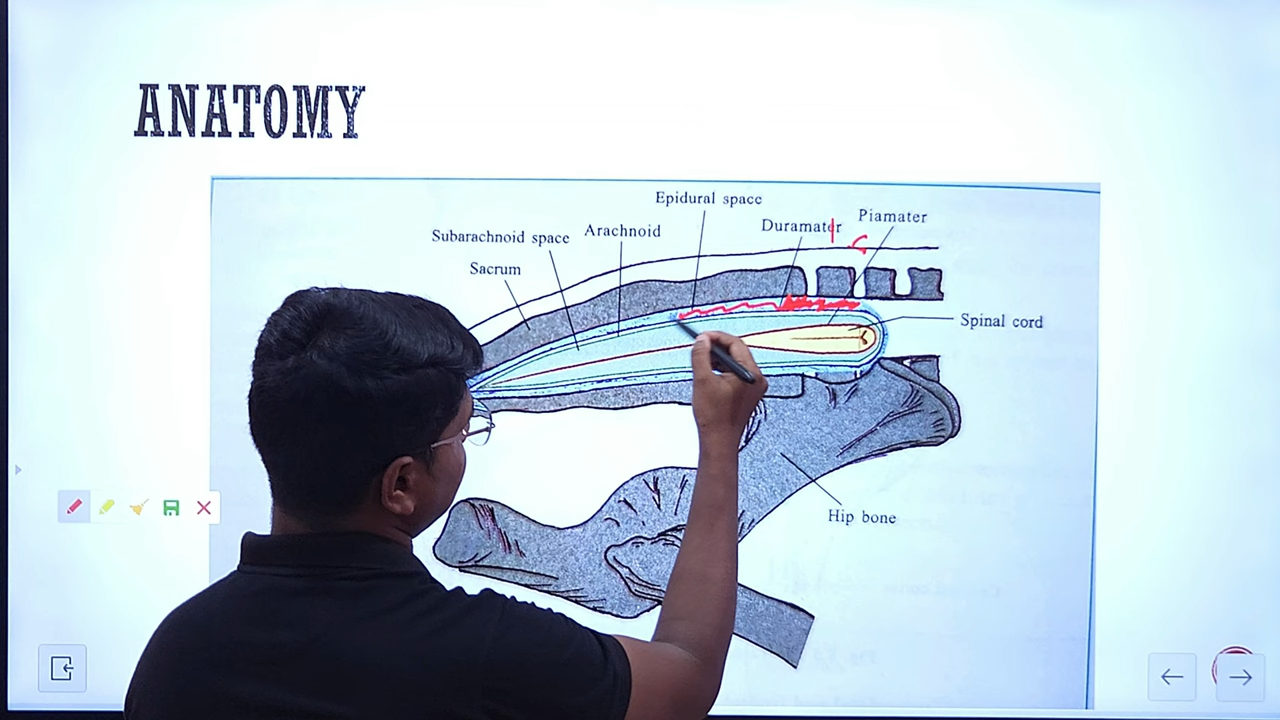 ANATOMY
Epidural space
Piamater
Duramater
Arachnoid
Subarachnoid space
Sacrum
Spinal cord
Hip bone